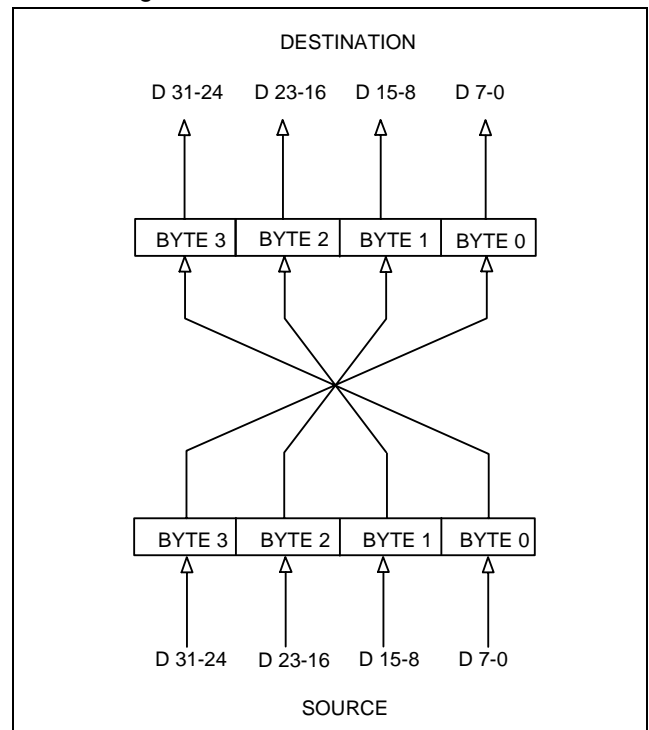 DESTINATION
D 31-24 D 23-16 D 15-8 D 7-0
BYTE 3 BYTE 2 BYTE 1 BYTE 0
BYTE 3 BYTE 2 BYTE 1 BYTE 0
D 31-24 D 23-16 D 15-8 D 7-0
SOURCE